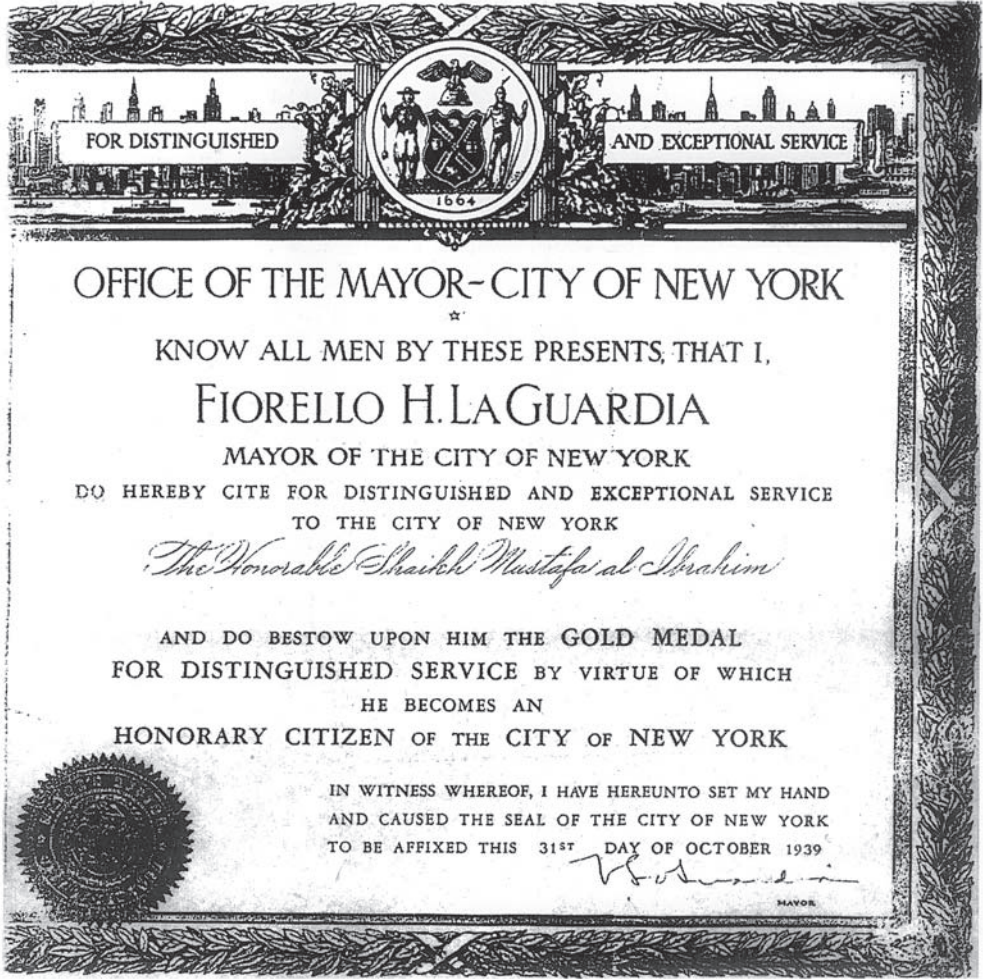 FOR DISTINGUISHED
AND EXCEPTIONAL SERVICE
1664
OFFICE OF THE MAYOR-CITY OF NEW YORK
KNOW ALL MEN BY THESE PRESENTS, THAT I,
FIORELLO H. LAGUARDIA
MAYOR OF THE CITY OF NEW YORK
DO HEREBY CITE FOR DISTINGUISHED AND EXCEPTIONAL SERVICE
TO THE CITY OF NEW YORK
The Honorable Shaikh Mustafa al Ibrahim
AND DO BESTOW UPON HIM THE GOLD MEDAL
FOR DISTINGUISHED SERVICE BY VIRTUE OF WHICH
HE BECOMES AN
HONORARY CITIZEN OF THE CITY OF NEW YORK
IN WITNESS WHEREOF, I HAVE HEREUNTO SET MY HAND
AND CAUSED THE SEAL OF THE CITY OF NEW YORK
TO BE AFFIXED THIS 31ST DAY OF OCTOBER 1939
MAYOR